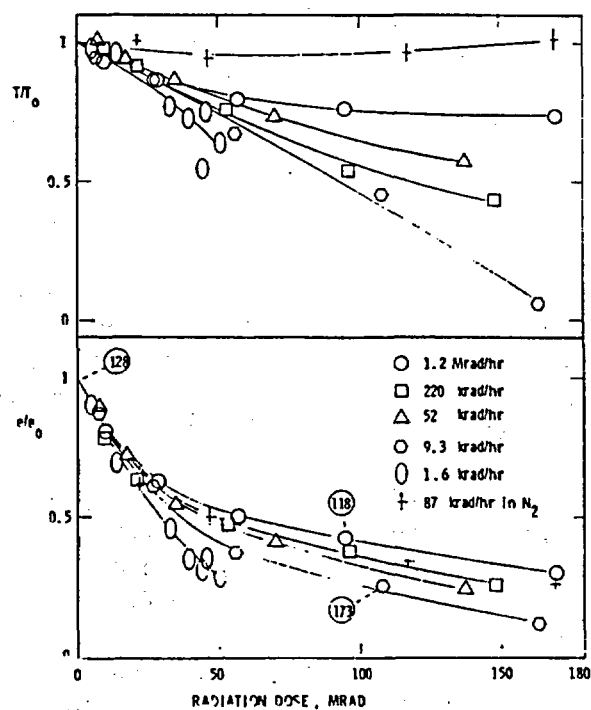 1
T/T₀
0.5
0
128
1
e/e₀
0.5
0
118
173
1.2 Mrad/hr
220 krad/hr
52 krad/hr
9.3 krad/hr
1.6 krad/hr
87 krad/hr in N₂
0 50 100 150 180
RADIATION DOSE, MRAD